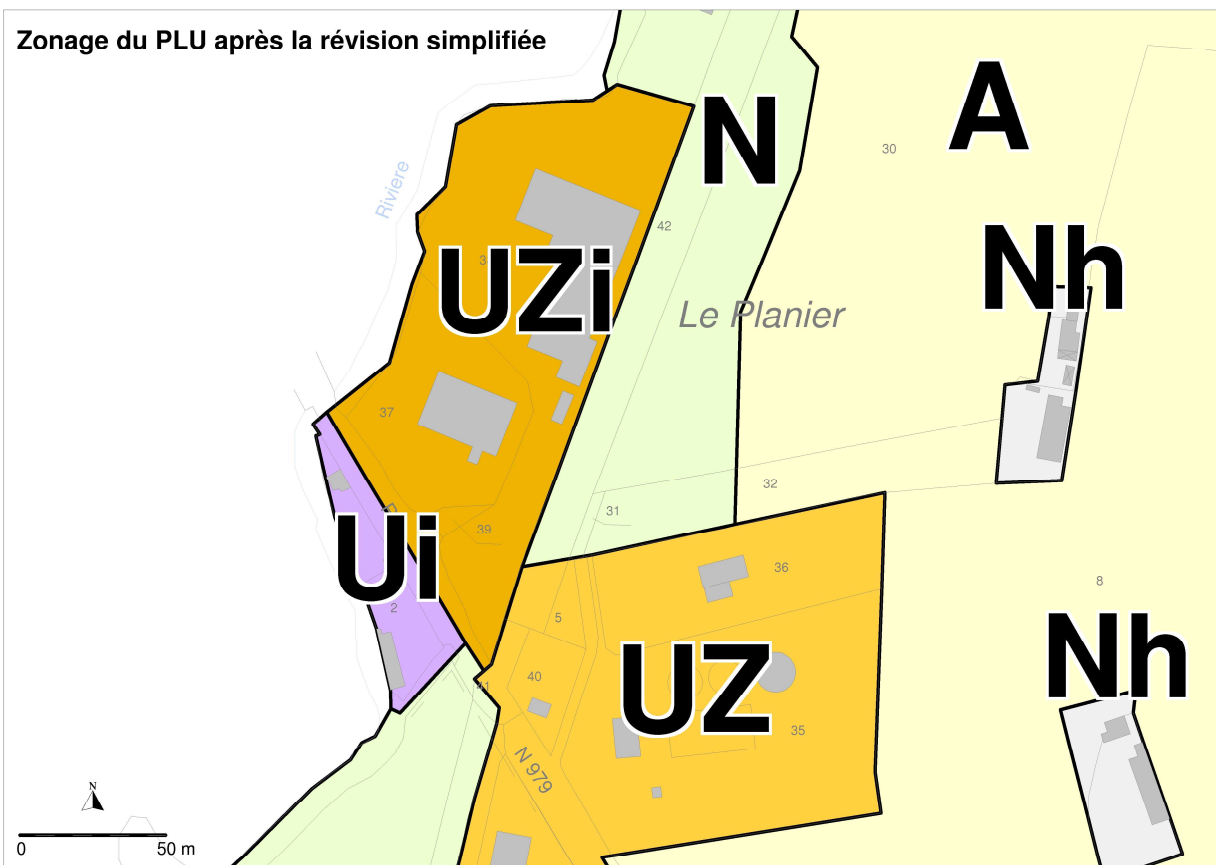 Zonage du PLU après la révision simplifiée
N
A
30
Riviere
42
Nh
UZi
Le Planier
37
32
31
39
Ui
36
8
2
5
Nh
40
UZ
41
35
N 979
N
0 50 m